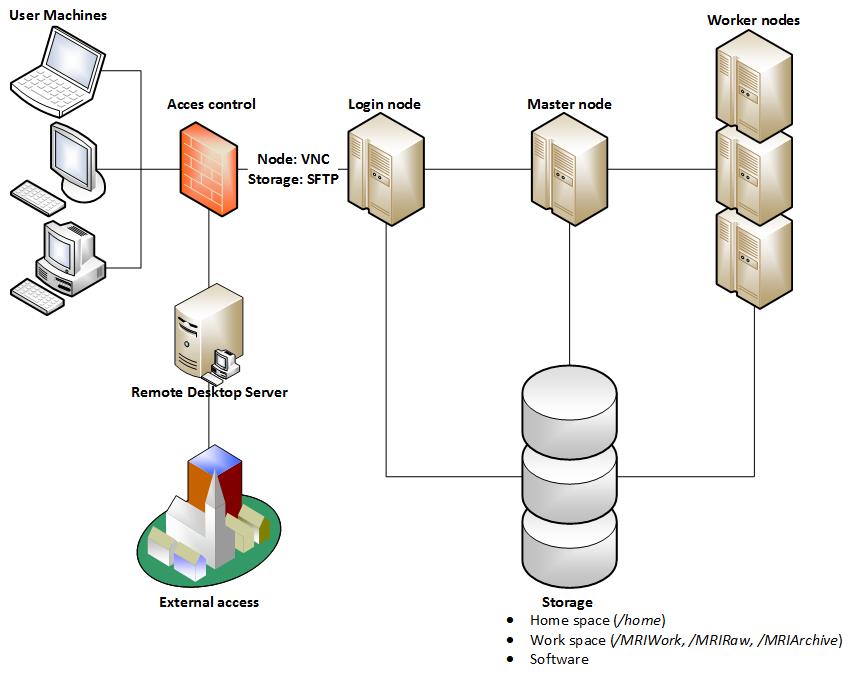 User Machines
Worker nodes
Acces control
Login node
Master node
Node: VNC
Storage: SFTP
Remote Desktop Server
External access
Storage
• Home space (/home)
• Work space (/MRIWork, /MRIRaw, /MRIArchive)
• Software